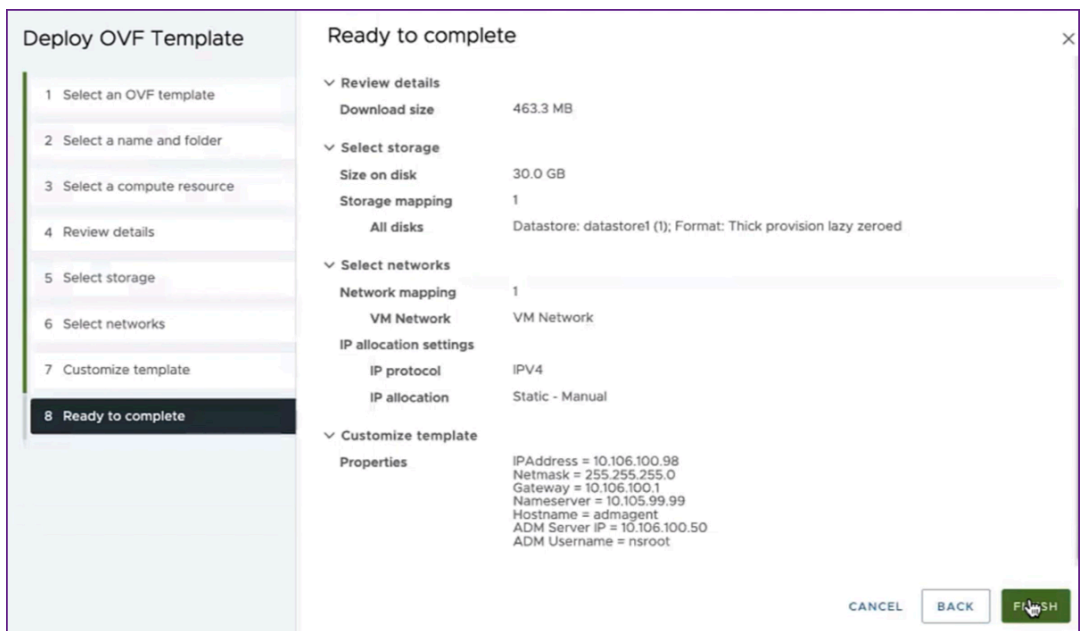 Deploy OVF Template
1 Select an OVF template
2 Select a name and folder
3 Select a compute resource
4 Review details
5 Select storage
6 Select networks
7 Customize template
8 Ready to complete
Ready to complete
Review details
Download size 463.3 MB
Select storage
Size on disk 30.0 GB
Storage mapping 1
All disks Datastore: datastore1 (1); Format: Thick provision lazy zeroed
Select networks
Network mapping 1
VM Network VM Network
IP allocation settings
IP protocol IPV4
IP allocation Static - Manual
Customize template
Properties IPAddress = 10.106.100.98
Netmask = 255.255.255.0
Gateway = 10.106.100.1
Nameserver = 10.105.99.99
Hostname = admagent
ADM Server IP = 10.106.100.50
ADM Username = nsroot
CANCEL BACK FINISH